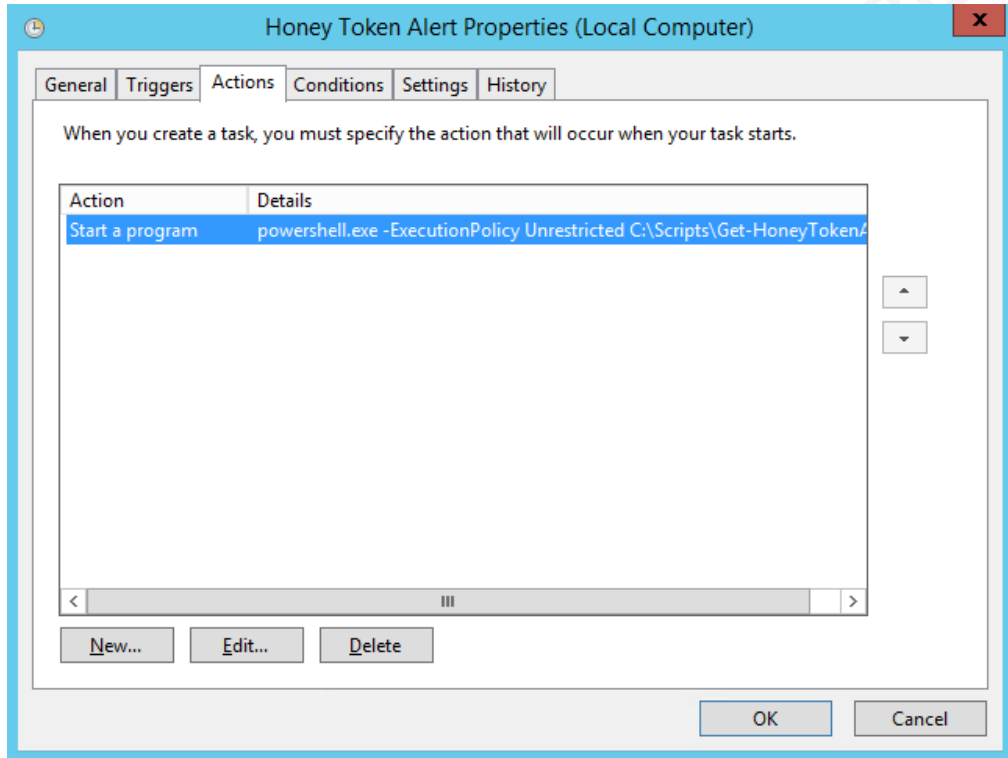 Honey Token Alert Properties (Local Computer)
x
General Triggers Actions Conditions Settings History
When you create a task, you must specify the action that will occur when your task starts.
Action Details
Start a program powershell.exe -ExecutionPolicy Unrestricted C:\Scripts\Get-HoneyTokenA
New... Edit... Delete
OK Cancel